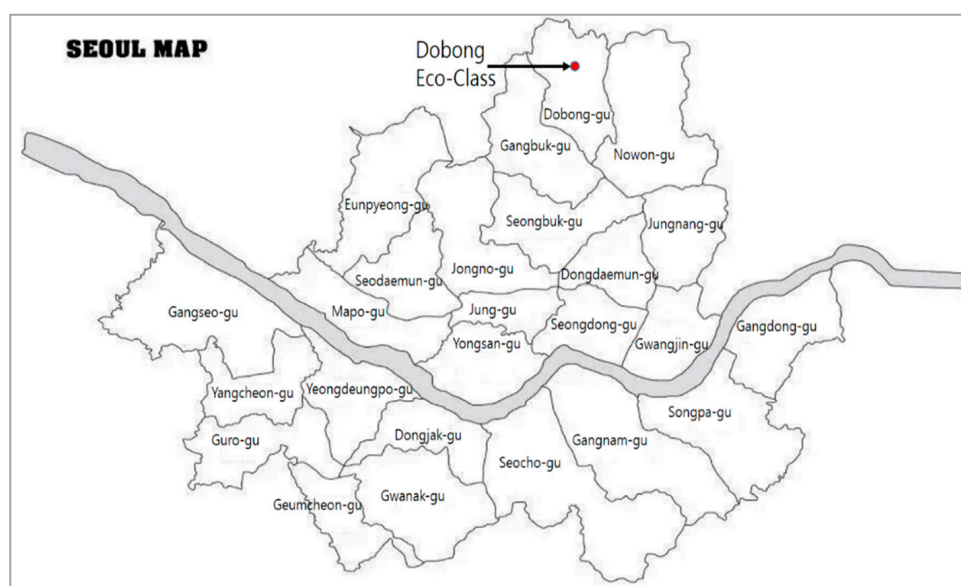 SEOUL MAP
Dobong
Eco-Class
Dobong-gu
Gangbuk-gu
Nowon-gu
Eunpyeong-gu
Seongbuk-gu
Jungnang-gu
Seodaemun-gu
Jongno-gu
Dongdaemun-gu
Gangseo-gu
Mapo-gu
Jung-gu
Seongdong-gu
Gangdong-gu
Yongsan-gu
Gwangjin-gu
Yangcheon-gu
Yeongdeungpo-gu
Songpa-gu
Guro-gu
Dongjak-gu
Gangnam-gu
Seocho-gu
Geumcheon-gu
Gwanak-gu